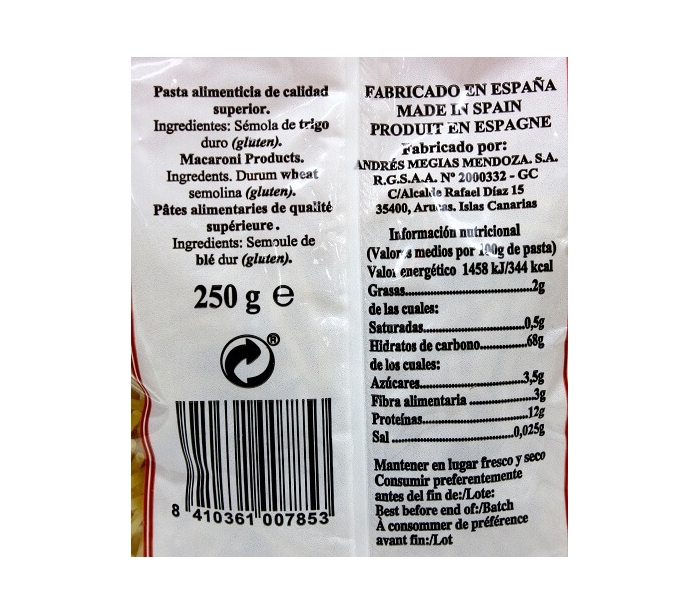 Pasta alimenticia de calidad
superior.
Ingredientes: Sémola de trigo
duro (gluten).
Macaroni Products.
Ingredents. Durum wheat
semolina (gluten).
Pâtes alimentaries de qualité
supérieure.
Ingredients: Semoule de
blé dur (gluten).
250 g e
®
8 410361 007853
FABRICADO EN ESPAÑA
MADE IN SPAIN
PRODUIT EN ESPAGNE
Fabricado por:
ANDRÉS MEGIAS MENDOZA. S.A.
R.G.S.A.A. Nº 2000332 - GC
C/Alcalde Rafael Díaz 15
35400, Arucas. Islas Canarias
Información nutricional
(Valores medios por 100g de pasta)
Valor energético 1458 kJ/344 kcal
Grasas..............................2g
de las cuales:
Saturadas........................0,5g
Hidratos de carbono...........68g
de los cuales:
Azúcares.........................3,5g
Fibra alimentaria ...............3g
Proteínas..........................12g
Sal .............................0,025g
Mantener en lugar fresco y seco
Consumir preferentemente
antes del fin de:/Lote:
Best before end of:/Batch
À consommer de préférence
avant fin:/Lot